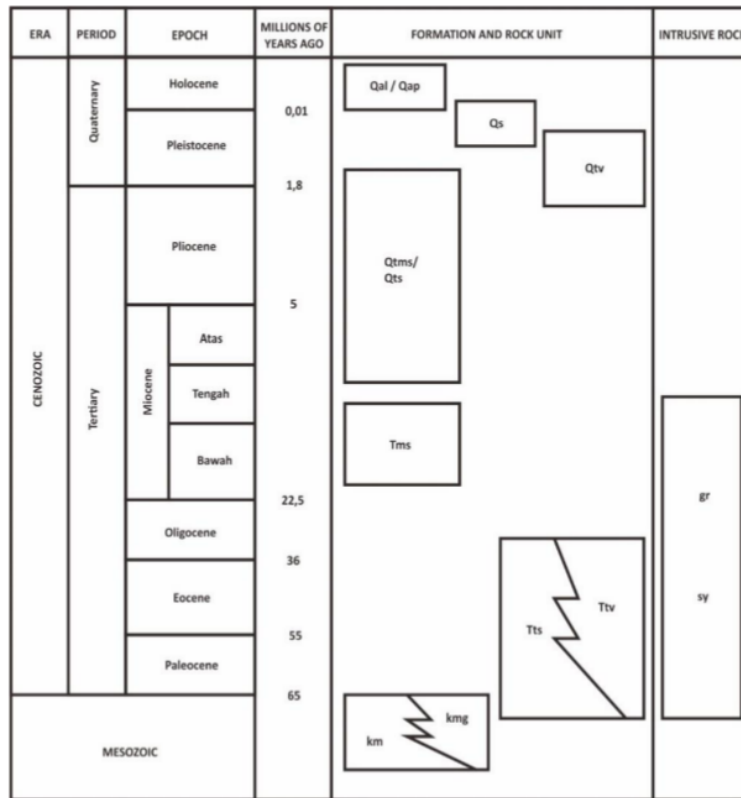 ERA
PERIOD
EPOCH
MILLIONS OF
YEARS AGO
FORMATION AND ROCK UNIT
INTRUSIVE ROCK
CENOZOIC
Quaternary
Holocene
0,01
Pleistocene
1,8
Tertiary
Pliocene
5
Miocene
Atas
Tengah
Bawah
22,5
Oligocene
36
Eocene
55
Paleocene
65
MESOZOIC
Qal / Qap
Qs
Qtv
Qtms/
Qts
Tms
Tts
Ttv
km
kmg
gr
sy